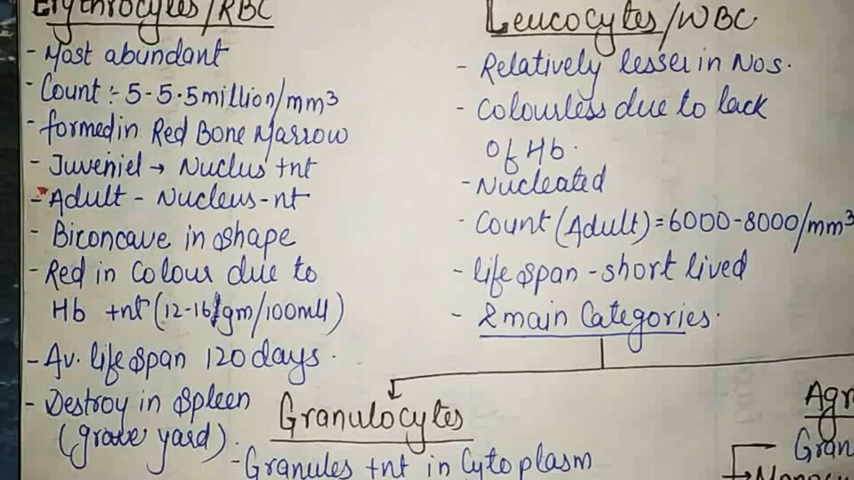 Erythrocytes/RBC
- Most abundant
- Count :- 5-5.5million/mm3
- formed in Red Bone Marrow
- Juveniel → Nuclus +nt
- Adult - Nucleus -nt
- Biconcave in shape
- Red in Colour due to
Hb +nt (12-16gm/100ml)
- Av. life span 120 days.
- Destroy in Spleen
(grave yard).
Leucocytes/WBC
- Relatively lesser in Nos.
- Colourless due to lack
of Hb.
- Nucleated
- Count (Adult) = 6000-8000/mm3
- life span - short lived
- 2 main Categories.
Granulocytes
- Granules +nt in Cytoplasm
Agr
Gran